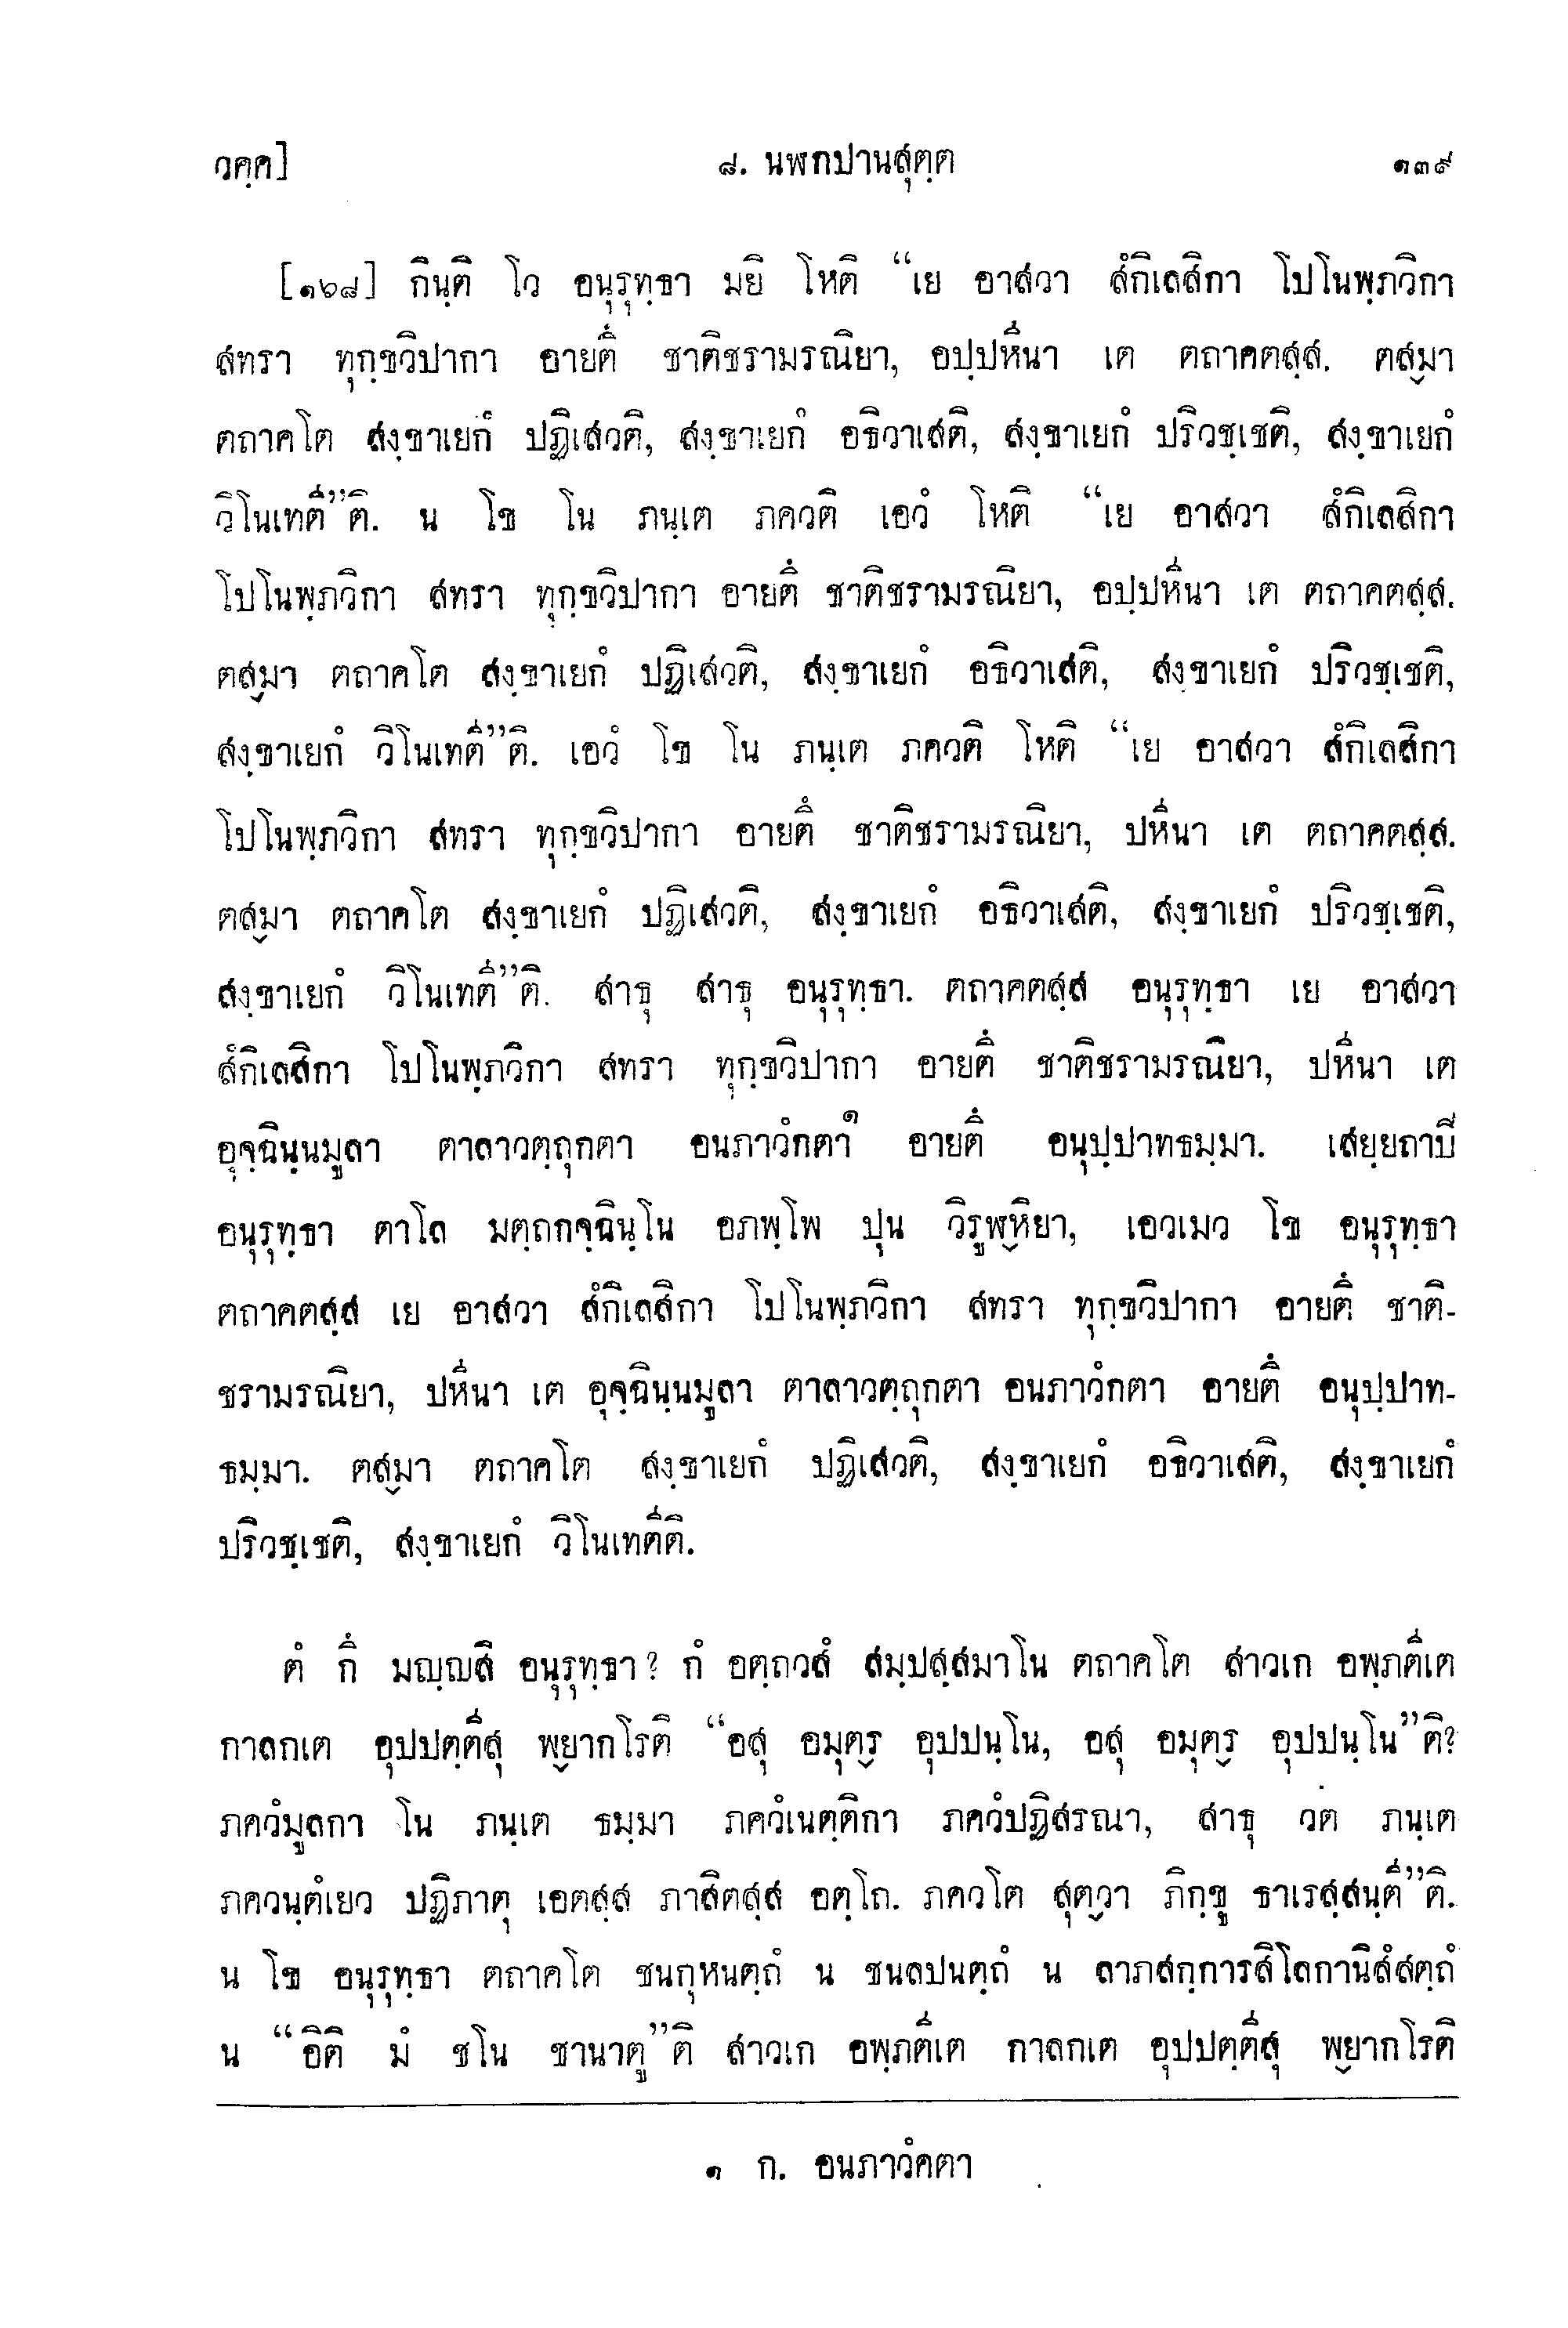 วคฺค]
๘. นฬกปานสุตฺต
๑๓๙
[๑๖๘] กินฺติ โว อนุรุทฺธา มยิ โหติ “เย อาสวา สํกิเลสิกา โปโนพฺภวิกา
สทรา ทุกฺขวิปากา อายตึ ชาติชรามรณิยา, อปฺปหีนา เต ตถาคตสฺส. ตสฺมา
ตถาคโต สงฺขาเยกํ ปฏิเสวติ, สงฺขาเยกํ อธิวาเสติ, สงฺขาเยกํ ปริวชฺเชติ, สงฺขาเยกํ
วิโนเทตี”ติ. น โข โน ภนฺเต ภควติ เอวํ โหติ “เย อาสวา สํกิเลสิกา
โปโนพฺภวิกา สทรา ทุกฺขวิปากา อายตึ ชาติชรามรณิยา, อปฺปหีนา เต ตถาคตสฺส.
ตสฺมา ตถาคโต สงฺขาเยกํ ปฏิเสวติ, สงฺขาเยกํ อธิวาเสติ, สงฺขาเยกํ ปริวชฺเชติ,
สงฺขาเยกํ วิโนเทตี”ติ. เอวํ โข โน ภนฺเต ภควติ โหติ “เย อาสวา สํกิเลสิกา
โปโนพฺภวิกา สทรา ทุกฺขวิปากา อายตึ ชาติชรามรณิยา, ปหีนา เต ตถาคตสฺส.
ตสฺมา ตถาคโต สงฺขาเยกํ ปฏิเสวติ, สงฺขาเยกํ อธิวาเสติ, สงฺขาเยกํ ปริวชฺเชติ,
สงฺขาเยกํ วิโนเทตี”ติ. สาธุ สาธุ อนุรุทฺธา. ตถาคตสฺส อนุรุทฺธา เย อาสวา
สํกิเลสิกา โปโนพฺภวิกา สทรา ทุกฺขวิปากา อายตึ ชาติชรามรณิยา, ปหีนา เต
อุจฺฉินฺนมูลา ตาลาวตฺถุกตา อนภาวํกตา๑ อายตึ อนุปฺปาทธมฺมา. เสยฺยถาปิ
อนุรุทฺธา ตาโล มตฺถกจฺฉินฺโน อภพฺโพ ปุน วิรูฬฺหิยา, เอวเมว โข อนุรุทฺธา
ตถาคตสฺส เย อาสวา สํกิเลสิกา โปโนพฺภวิกา สทรา ทุกฺขวิปากา อายตึ ชาติ-
ชรามรณิยา, ปหีนา เต อุจฺฉินฺนมูลา ตาลาวตฺถุกตา อนภาวํกตา อายตึ อนุปฺปาท-
ธมฺมา. ตสฺมา ตถาคโต สงฺขาเยกํ ปฏิเสวติ, สงฺขาเยกํ อธิวาเสติ, สงฺขาเยกํ
ปริวชฺเชติ, สงฺขาเยกํ วิโนเทตีติ.
ตํ กึ มญฺญสิ อนุรุทฺธา? กํ อตฺถวสํ สมฺปสฺสมาโน ตถาคโต สาวเก อพฺภตีเต
กาลกเต อุปปตฺตีสุ พฺยากโรติ “อสุ อมุตฺร อุปปนฺโน, อสุ อมุตฺร อุปปนฺโน”ติ?
ภควํมูลกา โน ภนฺเต ธมฺมา ภควํเนตฺติกา ภควํปฏิสรณา, สาธุ วต ภนฺเต
ภควนฺตํเยว ปฏิภาตุ เอตสฺส ภาสิตสฺส อตฺโถ. ภควโต สุตฺวา ภิกฺขู ธาเรสฺสนฺตี”ติ.
น โข อนุรุทฺธา ตถาคโต ชนกุหนตฺถํ น ชนลปนตฺถํ น ลาภสกฺการสิโลกานิสํสตฺถํ
น “อิติ มํ ชโน ชานาตู”ติ สาวเก อพฺภตีเต กาลกเต อุปปตฺตีสุ พฺยากโรติ
๑ ก. อนภาวํคตา